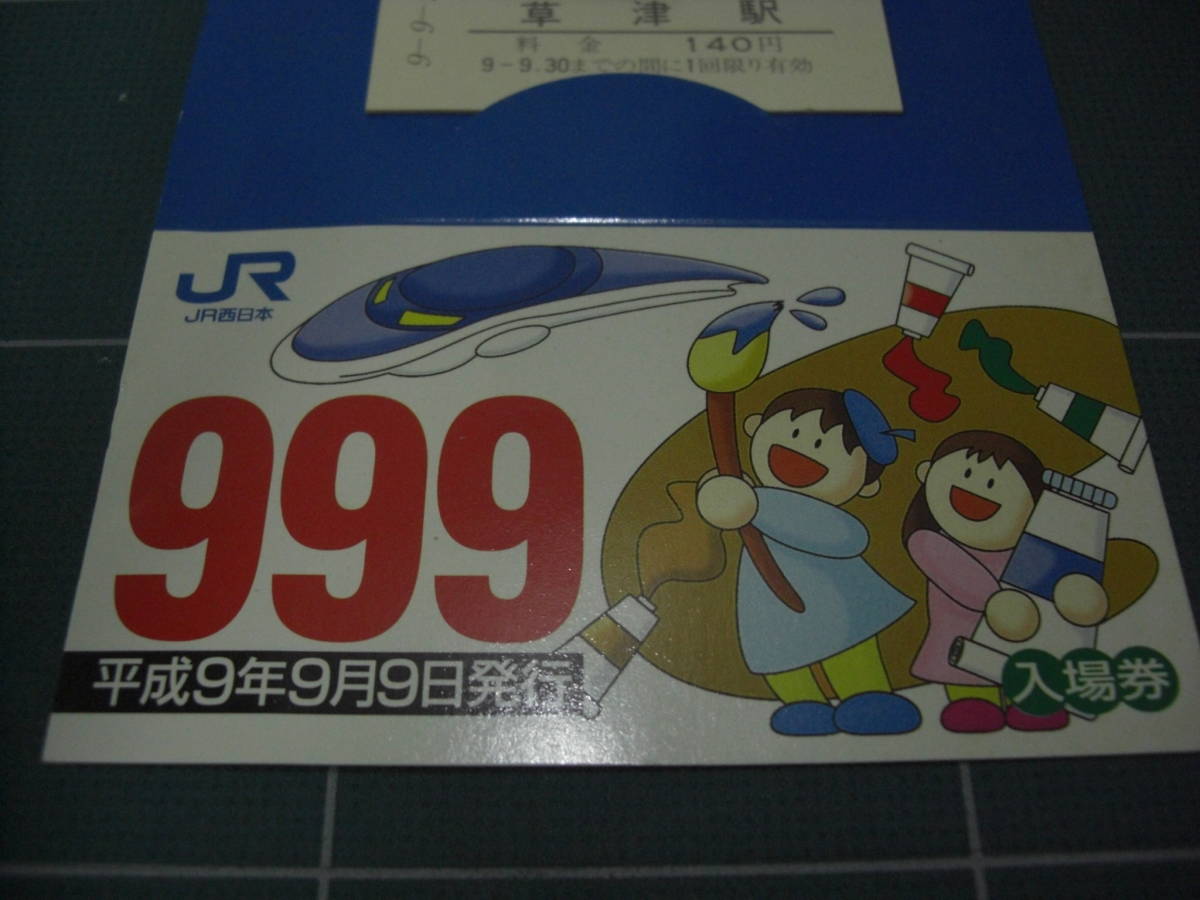 草津駅
料金 140円
9-9.30までの間に1回限り有効
9-9-
JR
JR西日本
999
平成9年9月9日発行
入場券